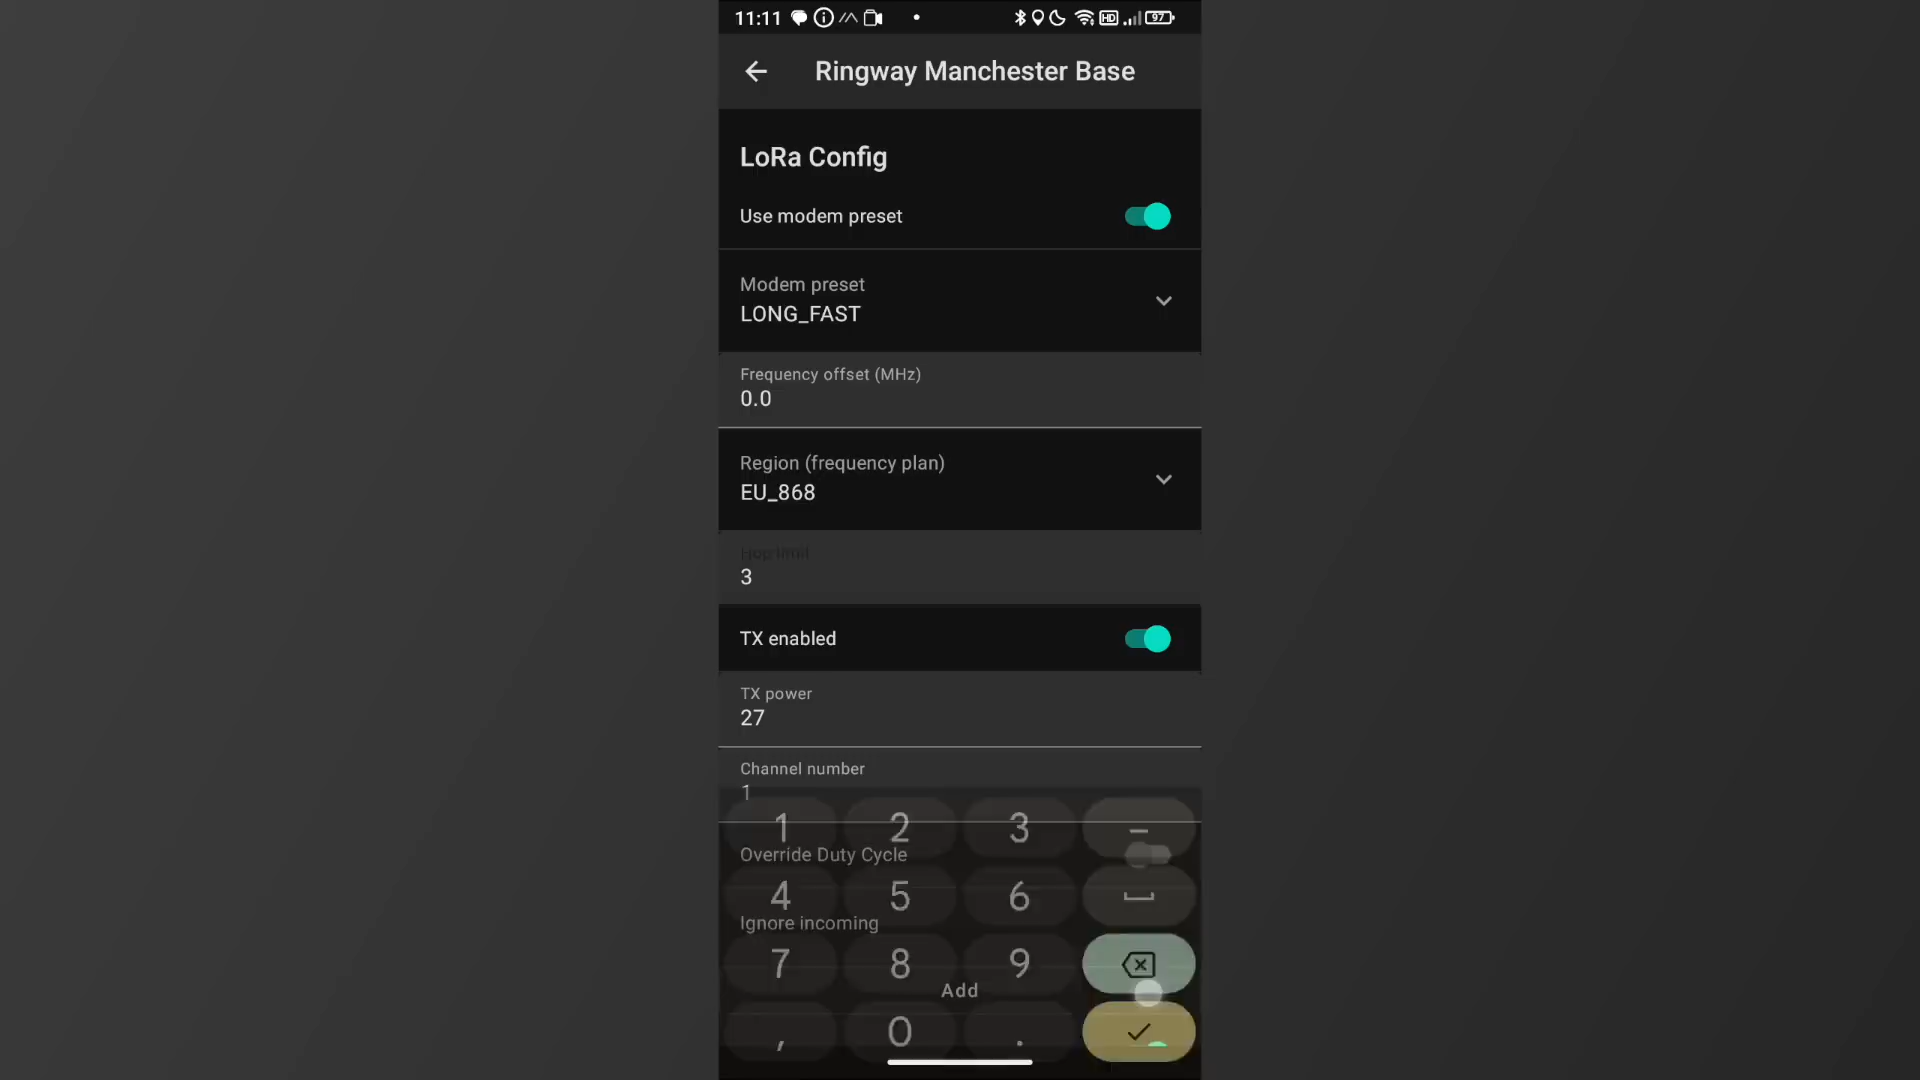 11:11
HD
97
Ringway Manchester Base
LoRa Config
Use modem preset
Modem preset
LONG_FAST
Frequency offset (MHz)
0.0
Region (frequency plan)
EU_868
Hop limit
3
TX enabled
TX power
27
Channel number
1
1 2 3 –
Override Duty Cycle
4 5 6
Ignore incoming
7 8 9
Add
, 0 .